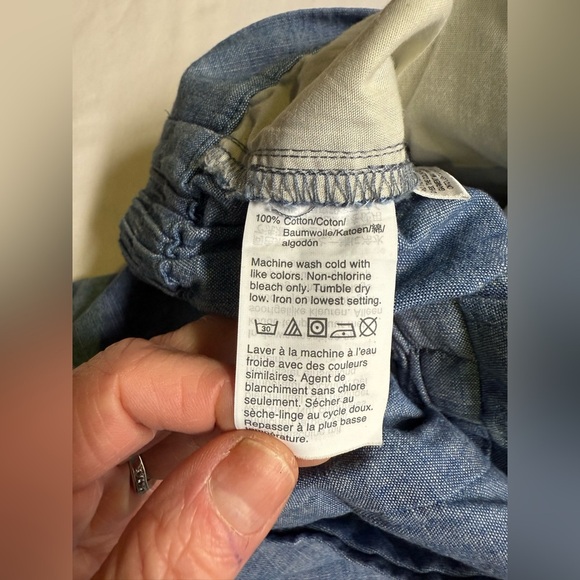 100% Cotton/Coton/
Baumwolle/Katoen/綿/
algodón
Machine wash cold with
like colors. Non-chlorine
bleach only. Tumble dry
low. Iron on lowest setting.
30
Laver à la machine à l'eau
froide avec des couleurs
similaires. Agent de
blanchiment sans chlore
seulement. Sécher au
sèche-linge au cycle doux.
Repasser à la plus basse